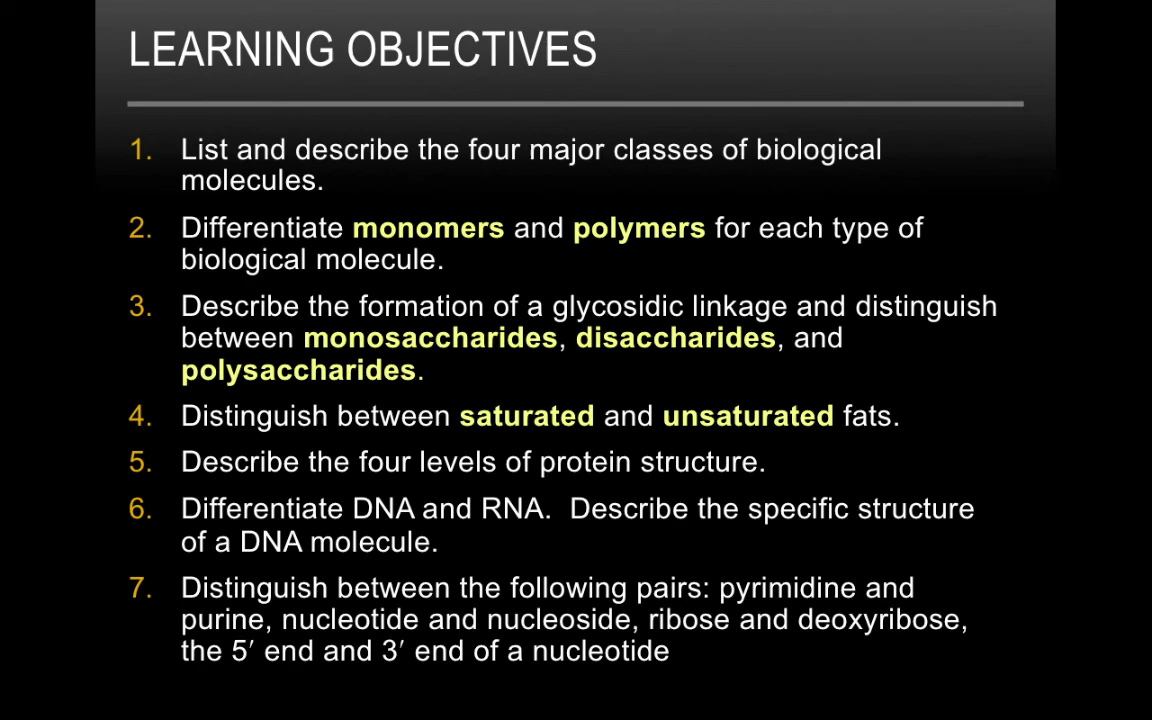 LEARNING OBJECTIVES
1. List and describe the four major classes of biological
molecules.
2. Differentiate monomers and polymers for each type of
biological molecule.
3. Describe the formation of a glycosidic linkage and distinguish
between monosaccharides, disaccharides, and
polysaccharides.
4. Distinguish between saturated and unsaturated fats.
5. Describe the four levels of protein structure.
6. Differentiate DNA and RNA.  Describe the specific structure
of a DNA molecule.
7. Distinguish between the following pairs: pyrimidine and
purine, nucleotide and nucleoside, ribose and deoxyribose,
the 5′ end and 3′ end of a nucleotide